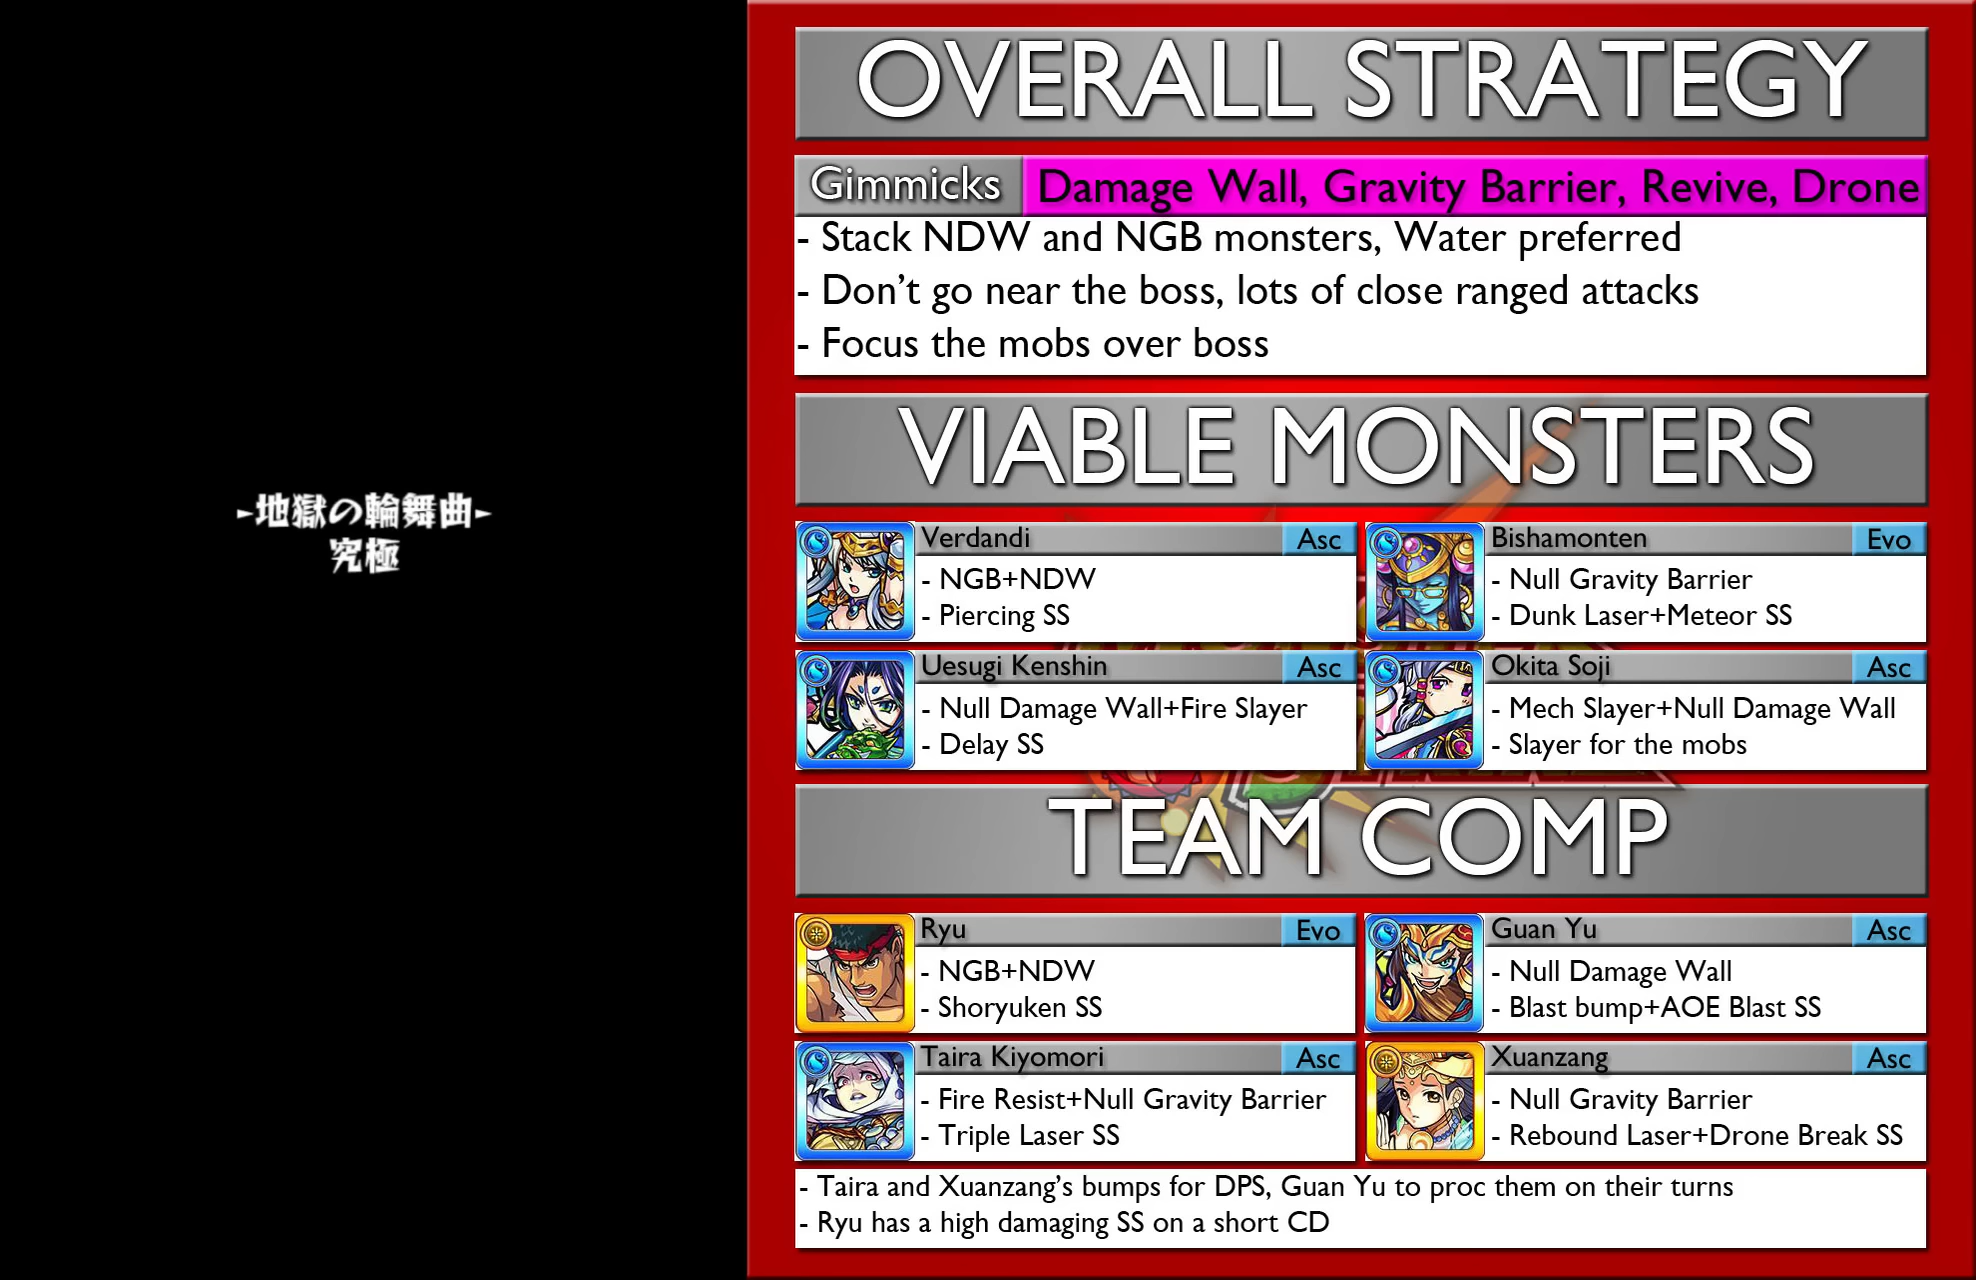 -地獄の輪舞曲-
究極
OVERALL STRATEGY
Gimmicks Damage Wall, Gravity Barrier, Revive, Drone
- Stack NDW and NGB monsters, Water preferred
- Don't go near the boss, lots of close ranged attacks
- Focus the mobs over boss
VIABLE MONSTERS
Verdandi Asc
- NGB+NDW
- Piercing SS
Bishamonten Evo
- Null Gravity Barrier
- Dunk Laser+Meteor SS
Uesugi Kenshin Asc
- Null Damage Wall+Fire Slayer
- Delay SS
Okita Soji Asc
- Mech Slayer+Null Damage Wall
- Slayer for the mobs
TEAM COMP
Ryu Evo
- NGB+NDW
- Shoryuken SS
Guan Yu Asc
- Null Damage Wall
- Blast bump+AOE Blast SS
Taira Kiyomori Asc
- Fire Resist+Null Gravity Barrier
- Triple Laser SS
Xuanzang Asc
- Null Gravity Barrier
- Rebound Laser+Drone Break SS
- Taira and Xuanzang's bumps for DPS, Guan Yu to proc them on their turns
- Ryu has a high damaging SS on a short CD